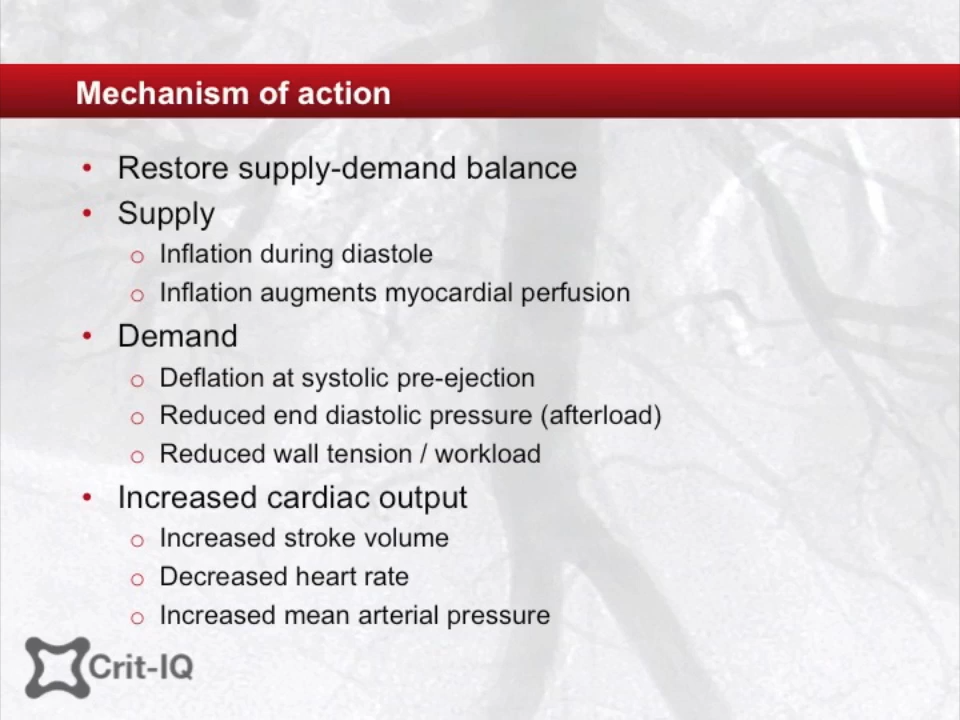 Mechanism of action
• Restore supply-demand balance
• Supply
o Inflation during diastole
o Inflation augments myocardial perfusion
• Demand
o Deflation at systolic pre-ejection
o Reduced end diastolic pressure (afterload)
o Reduced wall tension / workload
• Increased cardiac output
o Increased stroke volume
o Decreased heart rate
o Increased mean arterial pressure
Crit-IQ